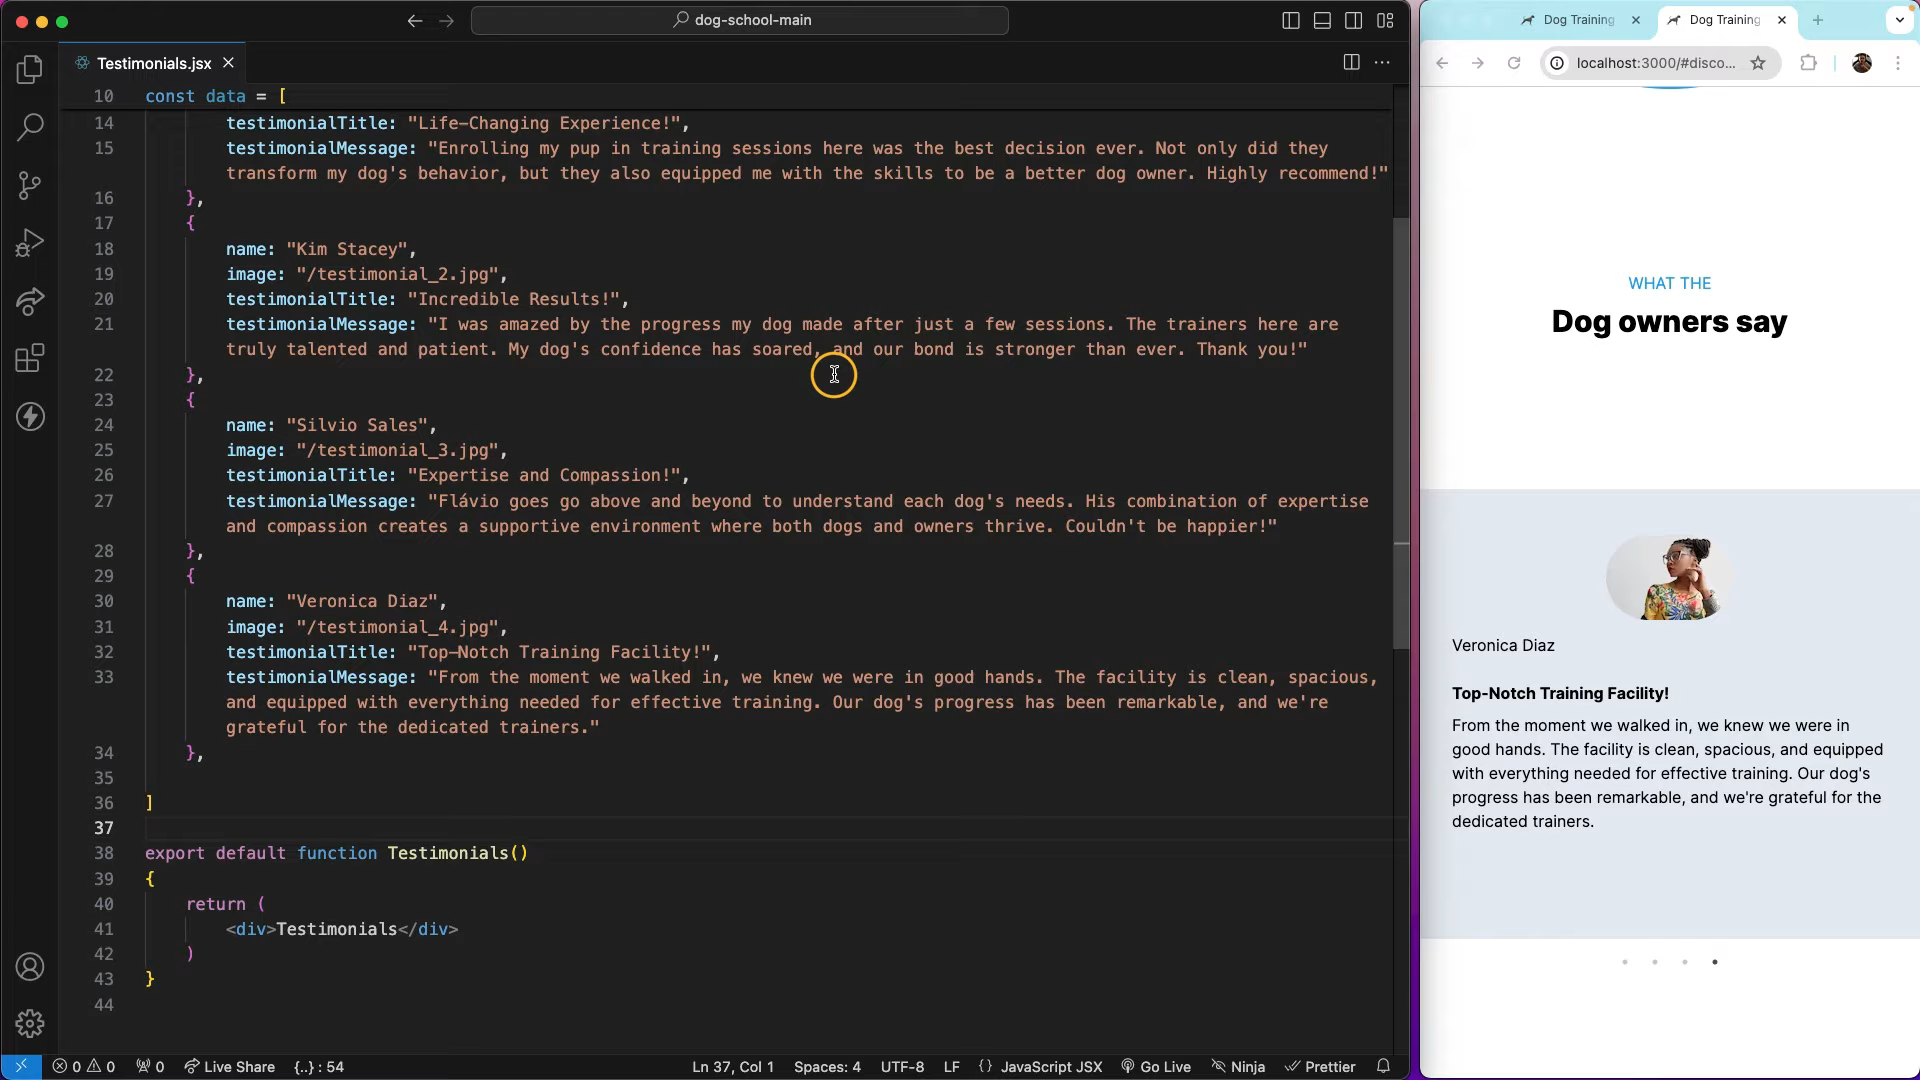 dog-school-main
Testimonials.jsx
10 const data = [
14 testimonialTitle: "Life-Changing Experience!",
15 testimonialMessage: "Enrolling my pup in training sessions here was the best decision ever. Not only did they
transform my dog's behavior, but they also equipped me with the skills to be a better dog owner. Highly recommend!"
16 },
17 {
18 name: "Kim Stacey",
19 image: "/testimonial_2.jpg",
20 testimonialTitle: "Incredible Results!",
21 testimonialMessage: "I was amazed by the progress my dog made after just a few sessions. The trainers here are
truly talented and patient. My dog's confidence has soared, and our bond is stronger than ever. Thank you!"
22 },
23 {
24 name: "Silvio Sales",
25 image: "/testimonial_3.jpg",
26 testimonialTitle: "Expertise and Compassion!",
27 testimonialMessage: "Flávio goes go above and beyond to understand each dog's needs. His combination of expertise
and compassion creates a supportive environment where both dogs and owners thrive. Couldn't be happier!"
28 },
29 {
30 name: "Veronica Diaz",
31 image: "/testimonial_4.jpg",
32 testimonialTitle: "Top-Notch Training Facility!",
33 testimonialMessage: "From the moment we walked in, we knew we were in good hands. The facility is clean, spacious,
and equipped with everything needed for effective training. Our dog's progress has been remarkable, and we're
grateful for the dedicated trainers."
34 },
35
36 ]
37
38 export default function Testimonials()
39 {
40 return (
41 <div>Testimonials</div>
42 )
43 }
44
0 0 0 Live Share {..} : 54 Ln 37, Col 1 Spaces: 4 UTF-8 LF {} JavaScript JSX Go Live Ninja Prettier
Dog Training Dog Training
localhost:3000/#disco...
WHAT THE
Dog owners say
Veronica Diaz
Top-Notch Training Facility!
From the moment we walked in, we knew we were in
good hands. The facility is clean, spacious, and equipped
with everything needed for effective training. Our dog's
progress has been remarkable, and we're grateful for the
dedicated trainers.